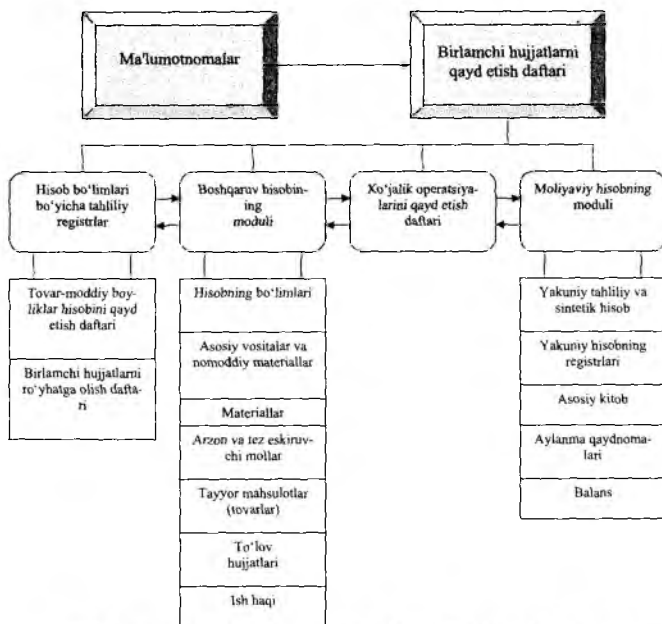 Ma'lumotnomalar
Birlamchi hujjatlarni
qayd etish daftari
Hisob bo‘limlari
bo‘yicha tahliliy
registrlar
Boshqaruv hisobin-
ing
moduli
Xo‘jalik operatsiya-
larini qayd etish
daftari
Moliyaviy hisobning
moduli
Tovar-moddiy boy-
liklar hisobini qayd
etish daftari
Birlamchi hujjatlarni
ro‘yhatga olish dafta-
ri
Hisobning bo‘limlari
Asosiy vositalar va
nomoddiy materiallar
Materiallar
Arzon va tez eskiruv-
chi mollar
Tayyor mahsulotlar
(tovarlar)
To‘lov
hujjatlari
Ish haqi
Yakuniy tahliliy va
sintetik hisob
Yakuniy hisobning
registrlari
Asosiy kitob
Aylanma qaydnoma-
lari
Balans